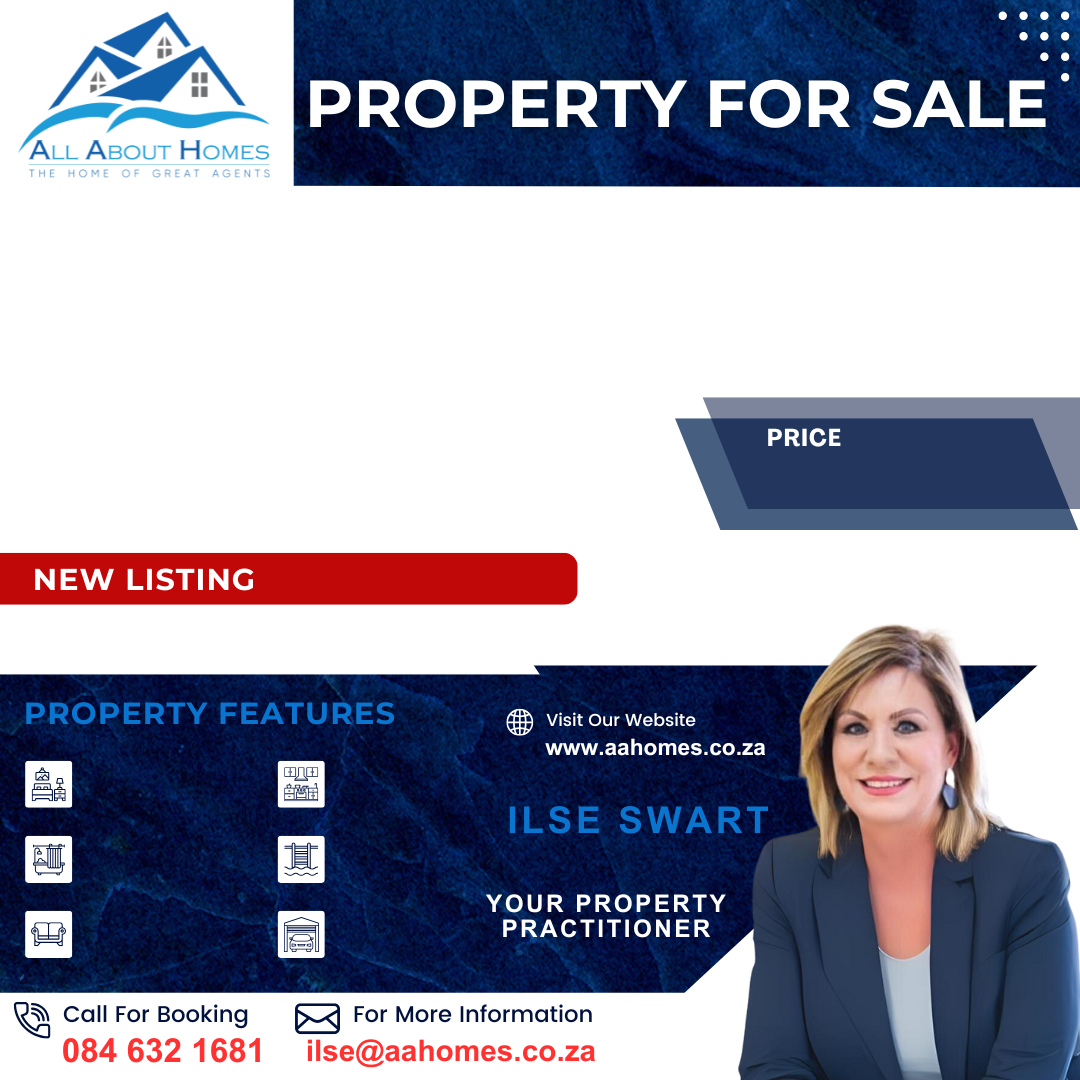 ALL ABOUT HOMES
THE HOME OF GREAT AGENTS
PROPERTY FOR SALE
PRICE
NEW LISTING
PROPERTY FEATURES
Visit Our Website
www.aahomes.co.za
ILSE SWART
YOUR PROPERTY
PRACTITIONER
Call For Booking
084 632 1681
For More Information
ilse@aahomes.co.za